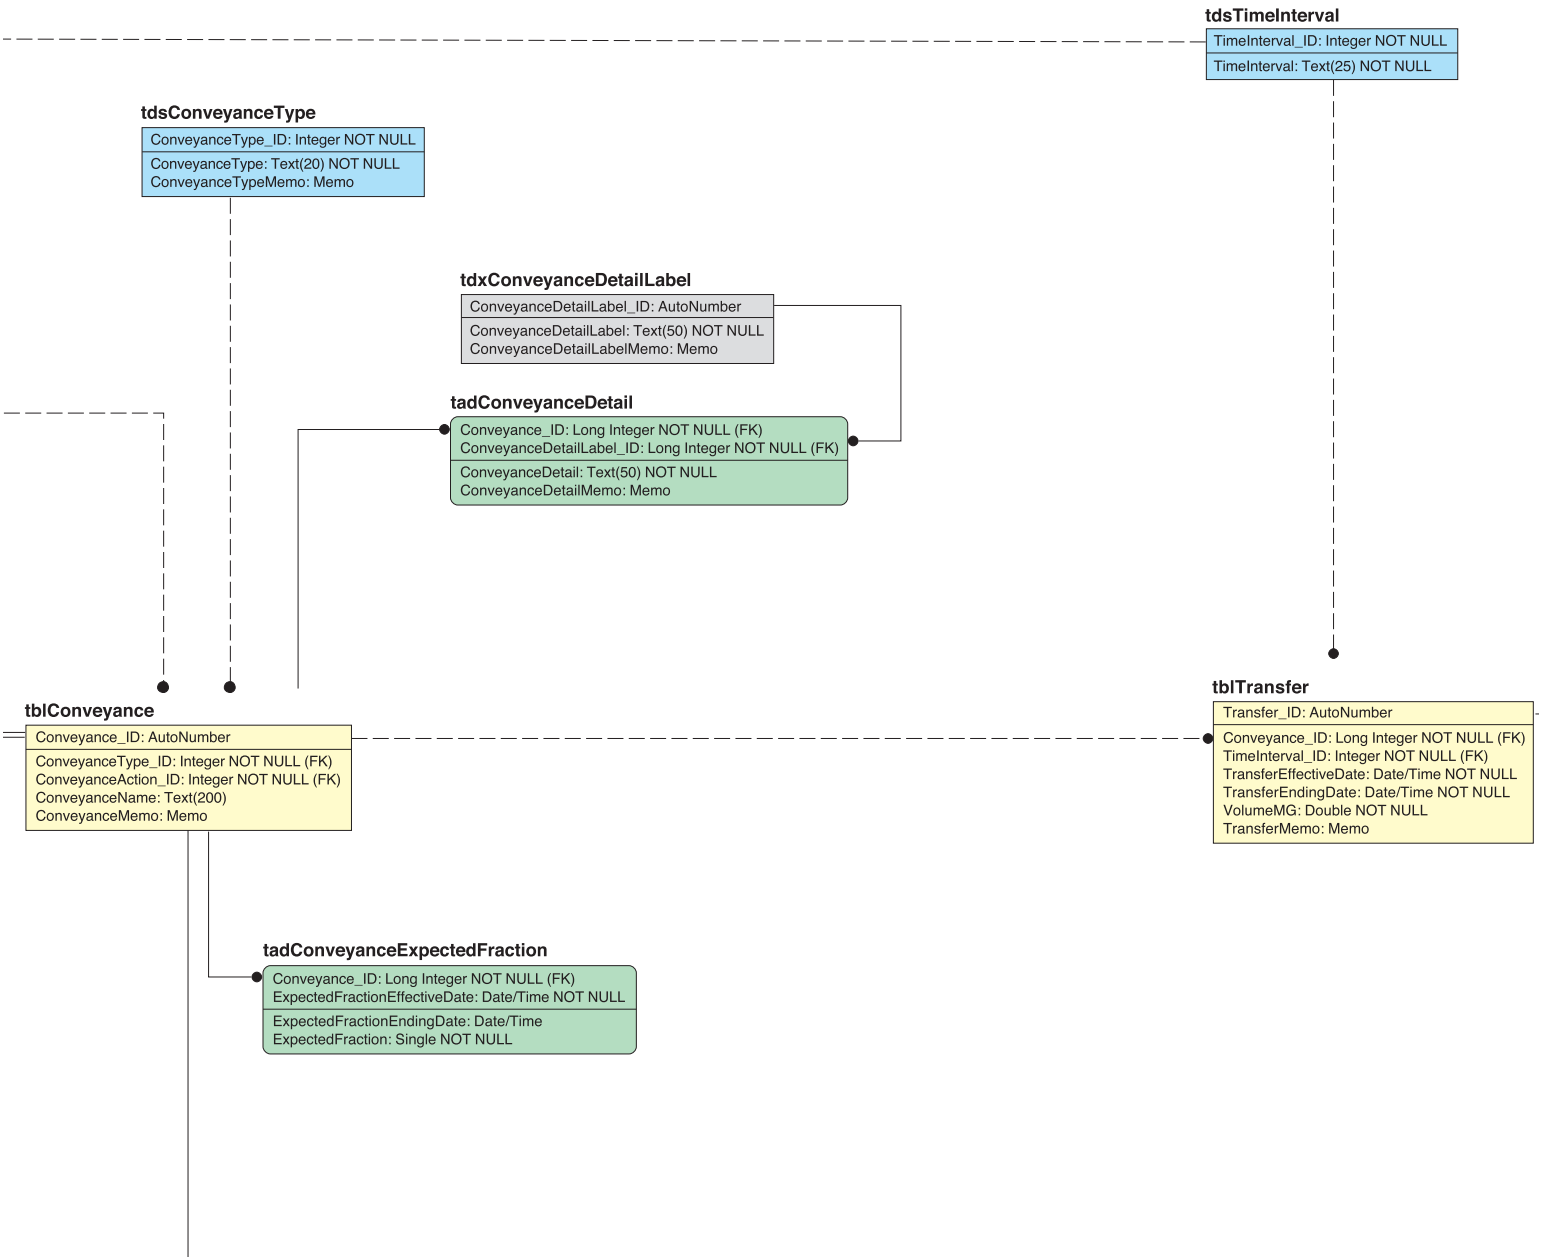 tdsTimeInterval
TimeInterval_ID: Integer NOT NULL
TimeInterval: Text(25) NOT NULL
tdsConveyanceType
ConveyanceType_ID: Integer NOT NULL
ConveyanceType: Text(20) NOT NULL
ConveyanceTypeMemo: Memo
tdxConveyanceDetailLabel
ConveyanceDetailLabel_ID: AutoNumber
ConveyanceDetailLabel: Text(50) NOT NULL
ConveyanceDetailLabelMemo: Memo
tadConveyanceDetail
Conveyance_ID: Long Integer NOT NULL (FK)
ConveyanceDetailLabel_ID: Long Integer NOT NULL (FK)
ConveyanceDetail: Text(50) NOT NULL
ConveyanceDetailMemo: Memo
tblConveyance
Conveyance_ID: AutoNumber
ConveyanceType_ID: Integer NOT NULL (FK)
ConveyanceAction_ID: Integer NOT NULL (FK)
ConveyanceName: Text(200)
ConveyanceMemo: Memo
tblTransfer
Transfer_ID: AutoNumber
Conveyance_ID: Long Integer NOT NULL (FK)
TimeInterval_ID: Integer NOT NULL (FK)
TransferEffectiveDate: Date/Time NOT NULL
TransferEndingDate: Date/Time NOT NULL
VolumeMG: Double NOT NULL
TransferMemo: Memo
tadConveyanceExpectedFraction
Conveyance_ID: Long Integer NOT NULL (FK)
ExpectedFractionEffectiveDate: Date/Time NOT NULL
ExpectedFractionEndingDate: Date/Time
ExpectedFraction: Single NOT NULL